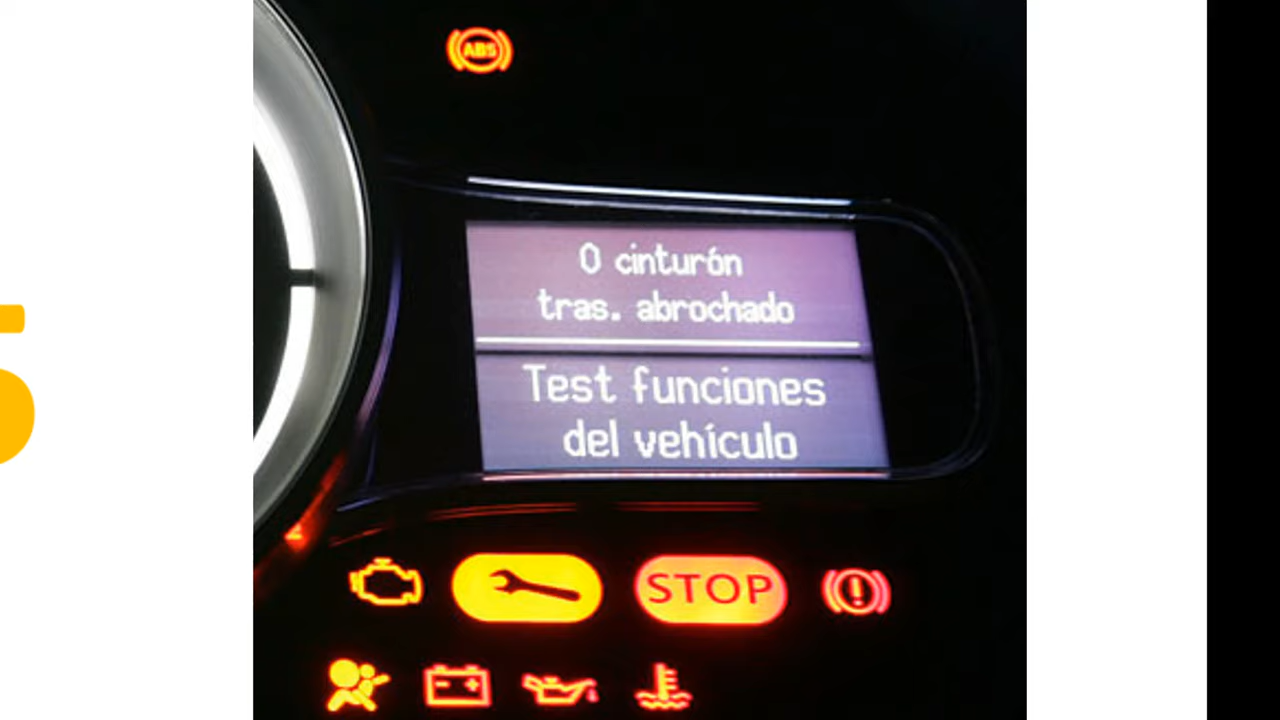 ABS
0 cinturón
tras. abrochado
Test funciones
del vehículo
STOP